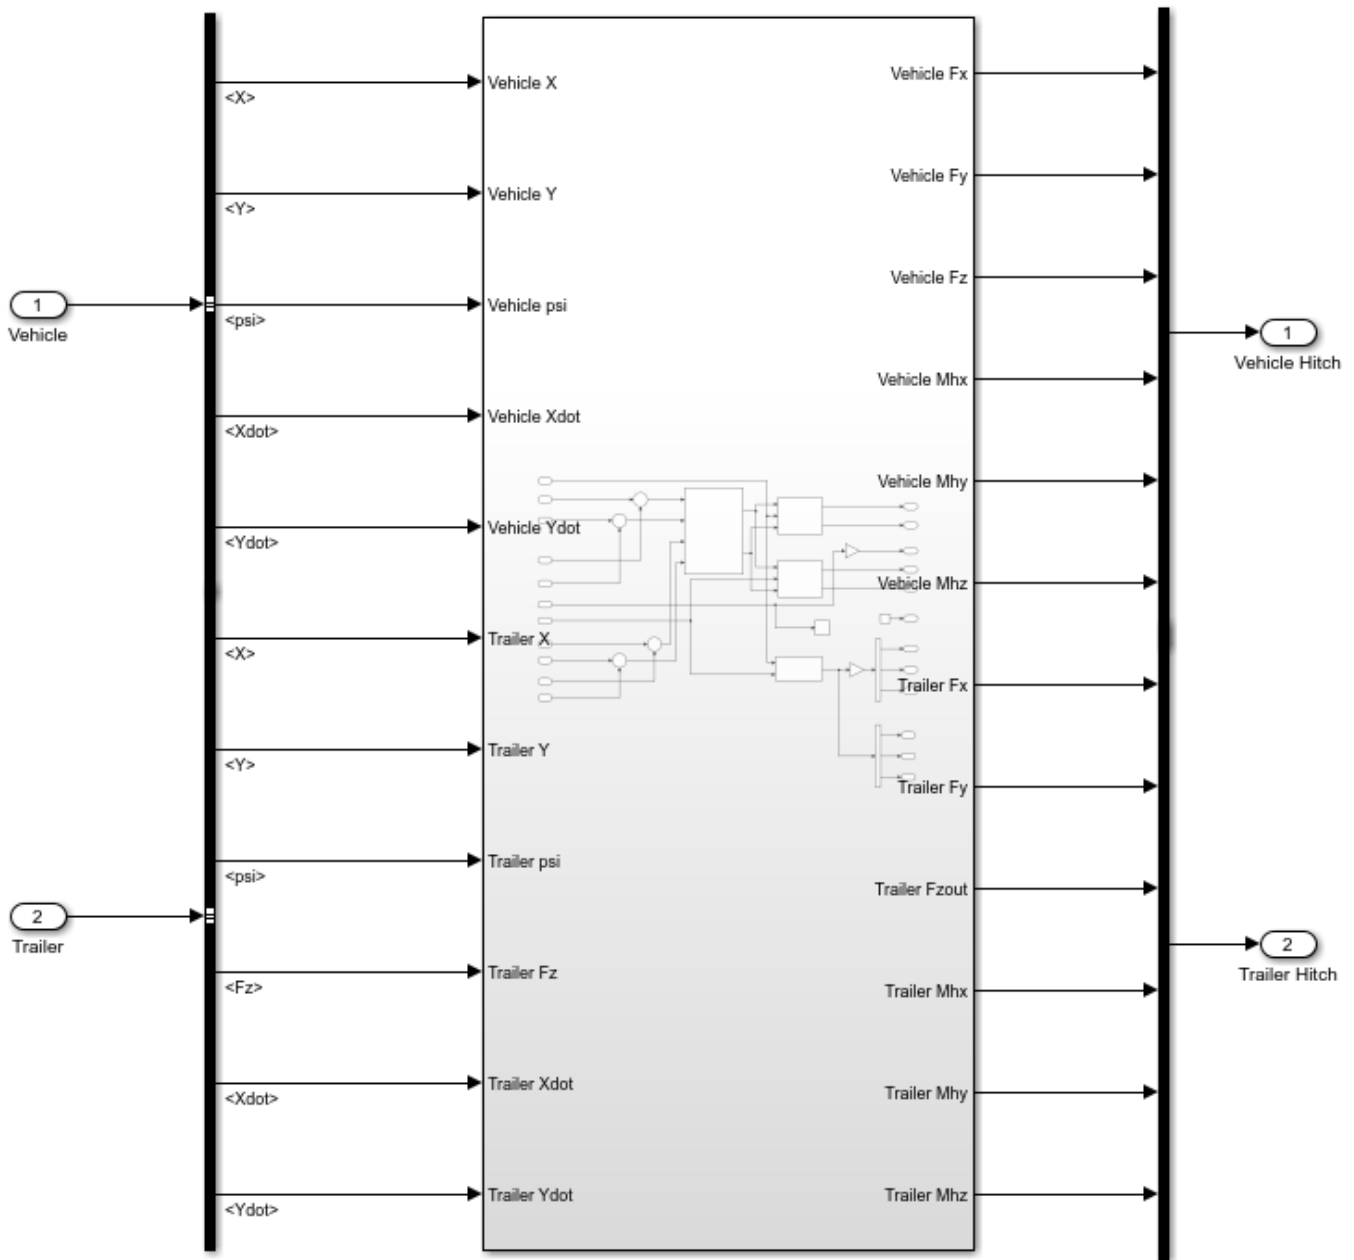 Vehicle X
<X>
Vehicle Y
<Y>
1
Vehicle
Vehicle psi
<psi>
Vehicle Xdot
<Xdot>
Vehicle Ydot
<Ydot>
Trailer X
<X>
Trailer Y
<Y>
Trailer psi
<psi>
2
Trailer
Trailer Fz
<Fz>
Trailer Xdot
<Xdot>
Trailer Ydot
<Ydot>
Vehicle Fx
Vehicle Fy
Vehicle Fz
Vehicle Mhx
Vehicle Mhy
Vehicle Mhz
Trailer Fx
Trailer Fy
Trailer Fzout
Trailer Mhx
Trailer Mhy
Trailer Mhz
1
Vehicle Hitch
2
Trailer Hitch